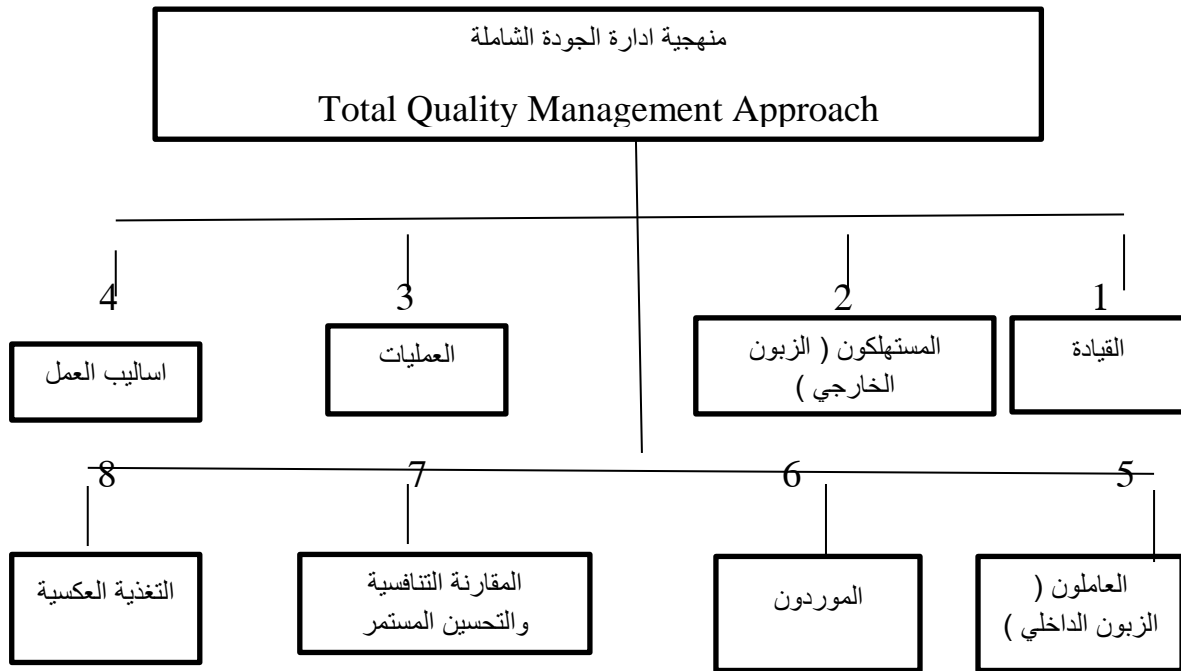 منهجية ادارة الجودة الشاملة
Total Quality Management Approach
1
2
3
4
القيادة
المستهلكون ( الزبون
الخارجي )
العمليات
اساليب العمل
5
6
7
8
العاملون (
الزبون الداخلي )
الموردون
المقارنة التنافسية
والتحسين المستمر
التغذية العكسية